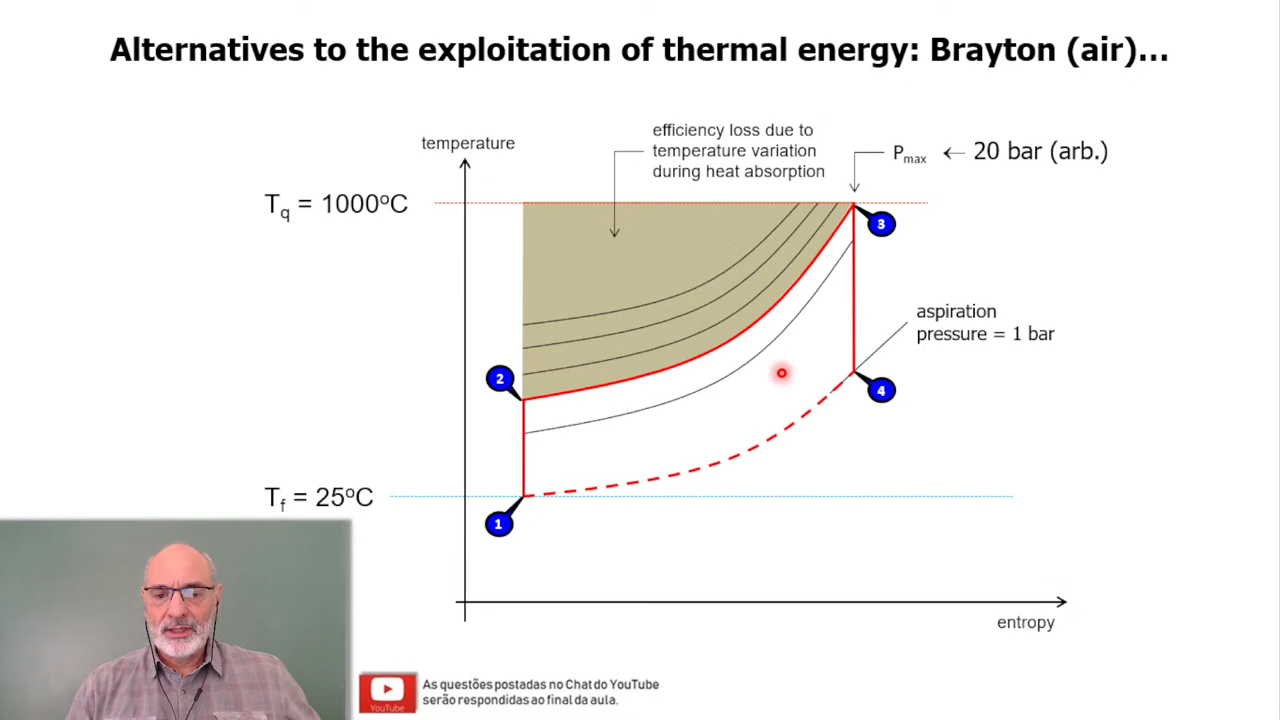 Alternatives to the exploitation of thermal energy: Brayton (air)...
efficiency loss due to
temperature variation
during heat absorption
temperature
Pmax ← 20 bar (arb.)
Tq = 1000ºC
3
aspiration
pressure = 1 bar
2
4
Tf = 25ºC
1
entropy
As questões postadas no Chat do YouTube
serão respondidas ao final da aula.
YouTube